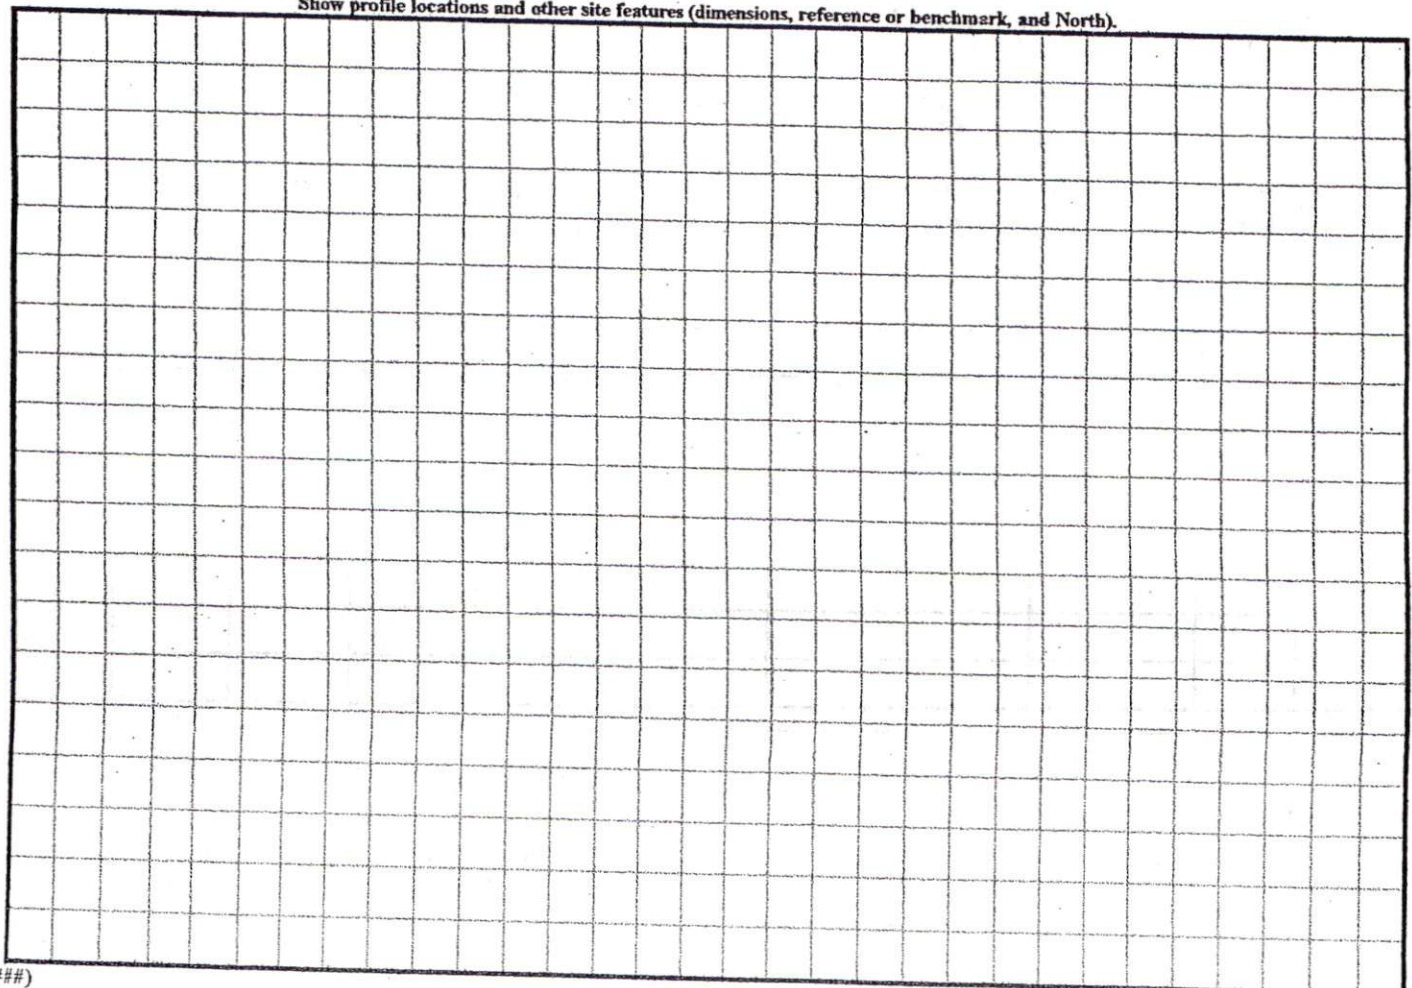 Show profile locations and other site features (dimensions, reference or benchmark, and North).
##)